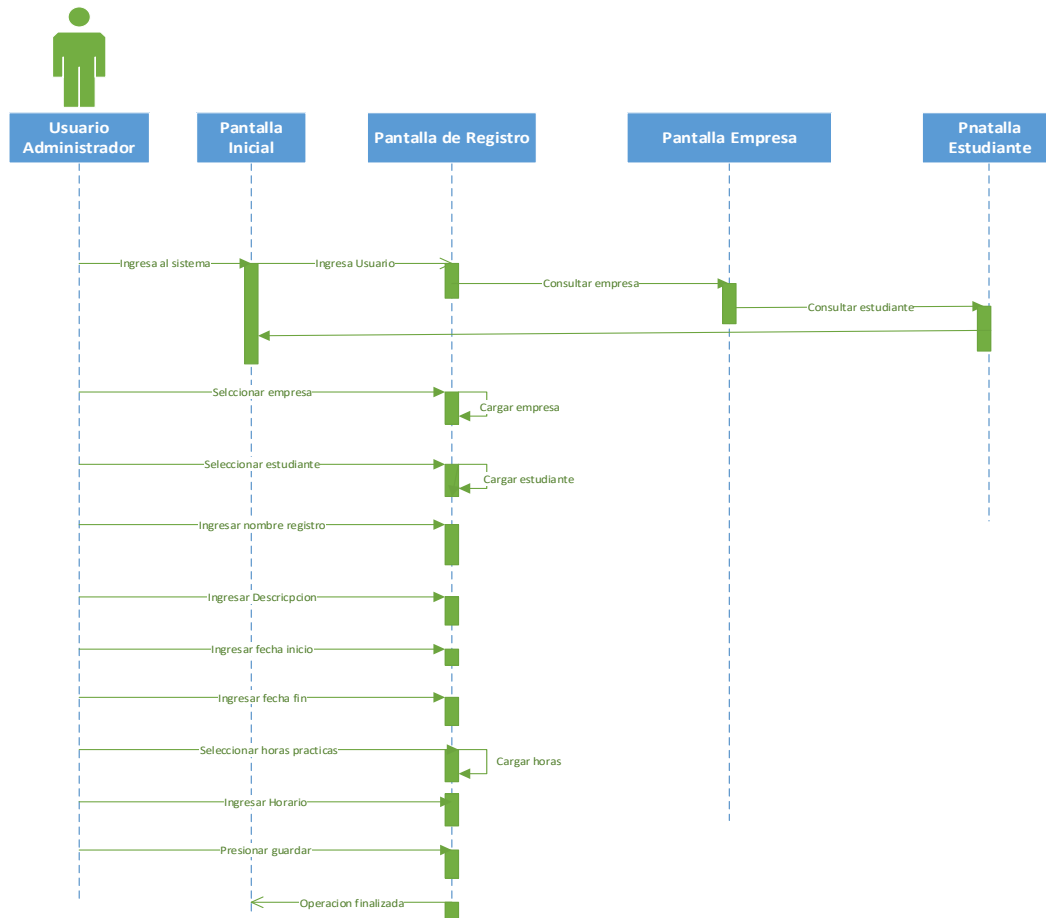 Usuario
Administrador
Pantalla
Inicial
Pantalla de Registro
Pantalla Empresa
Pnatalla
Estudiante
Ingresa al sistema
Ingresa Usuario
Consultar empresa
Consultar estudiante
Selccionar empresa
Cargar empresa
Seleccionar estudiante
Cargar estudiante
Ingresar nombre registro
Ingresar Descricpcion
Ingresar fecha inicio
Ingresar fecha fin
Seleccionar horas practicas
Cargar horas
Ingresar Horario
Presionar guardar
Operacion finalizada